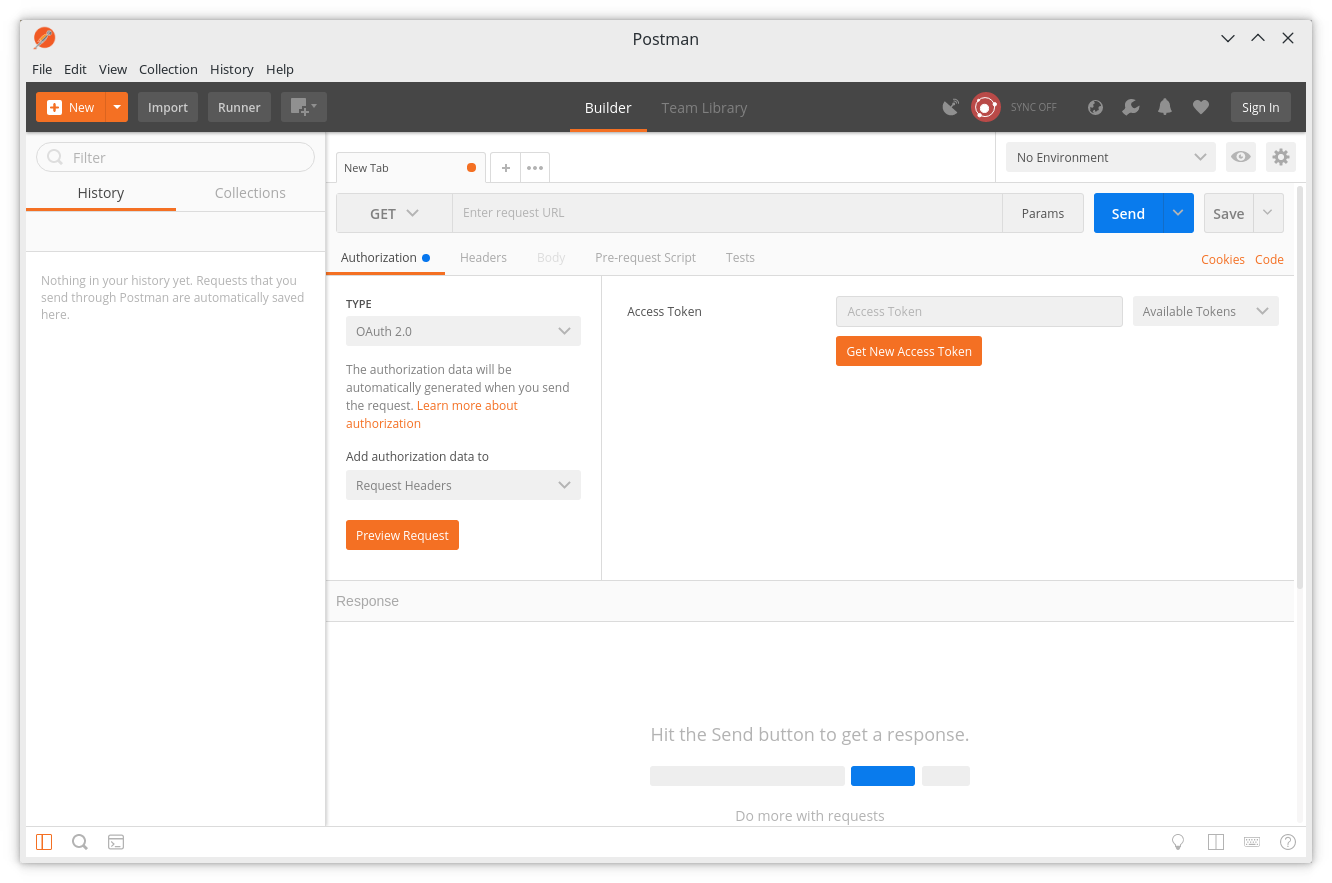 Postman
File Edit View Collection History Help
New Import Runner Builder Team Library SYNC OFF Sign In
Filter
History Collections
Nothing in your history yet. Requests that you
send through Postman are automatically saved
here.
New Tab
No Environment
GET Enter request URL Params Send Save
Authorization Headers Body Pre-request Script Tests Cookies Code
TYPE
OAuth 2.0
The authorization data will be
automatically generated when you send
the request. Learn more about
authorization
Add authorization data to
Request Headers
Preview Request
Access Token Access Token Available Tokens
Get New Access Token
Response
Hit the Send button to get a response.
Do more with requests